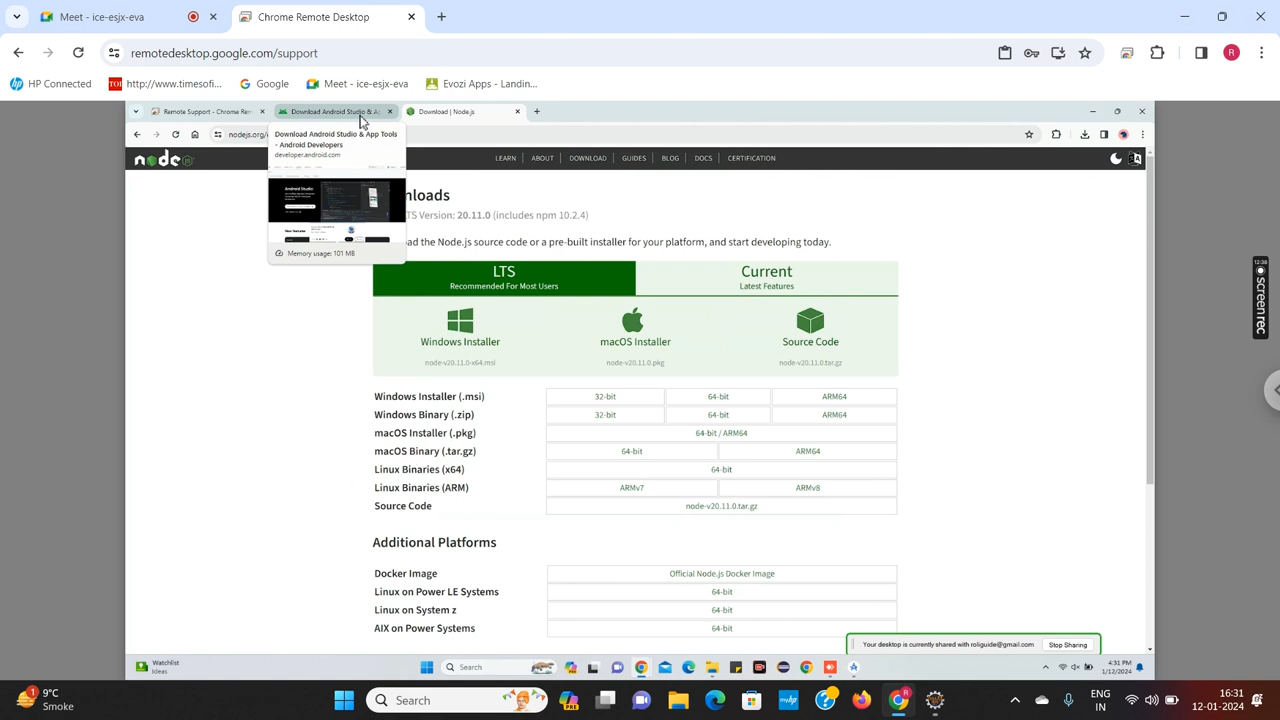 Meet - ice-esjx-eva
Chrome Remote Desktop
remotedesktop.google.com/support
R
HP Connected
http://www.timesofi...
Google
Meet - ice-esjx-eva
Evozi Apps - Landin...
Remote Support - Chrome Rem
Download Android Studio & Ap
Download | Node.js
nodejs.org/
Download Android Studio & App Tools
- Android Developers
developer.android.com
Android Studio
Memory usage: 101 MB
node
LEARN
ABOUT
DOWNLOAD
GUIDES
BLOG
DOCS
CERTIFICATION
nloads
TS Version: 20.11.0 (includes npm 10.2.4)
ad the Node.js source code or a pre-built installer for your platform, and start developing today.
LTS
Recommended For Most Users
Current
Latest Features
Windows Installer
node-v20.11.0-x64.msi
macOS Installer
node-v20.11.0.pkg
Source Code
node-v20.11.0.tar.gz
Windows Installer (.msi) 32-bit 64-bit ARM64
Windows Binary (.zip) 32-bit 64-bit ARM64
macOS Installer (.pkg) 64-bit / ARM64
macOS Binary (.tar.gz) 64-bit ARM64
Linux Binaries (x64) 64-bit
Linux Binaries (ARM) ARMv7 ARMv8
Source Code node-v20.11.0.tar.gz
Additional Platforms
Docker Image Official Node.js Docker Image
Linux on Power LE Systems 64-bit
Linux on System z 64-bit
AIX on Power Systems 64-bit
Your desktop is currently shared with roliguide@gmail.com
Stop Sharing
12:38
screenrec
Watchlist
Ideas
Search
4:31 PM
1/12/2024
9°C
Smoke
Search
ENG
IN
16:31
12-01-2024